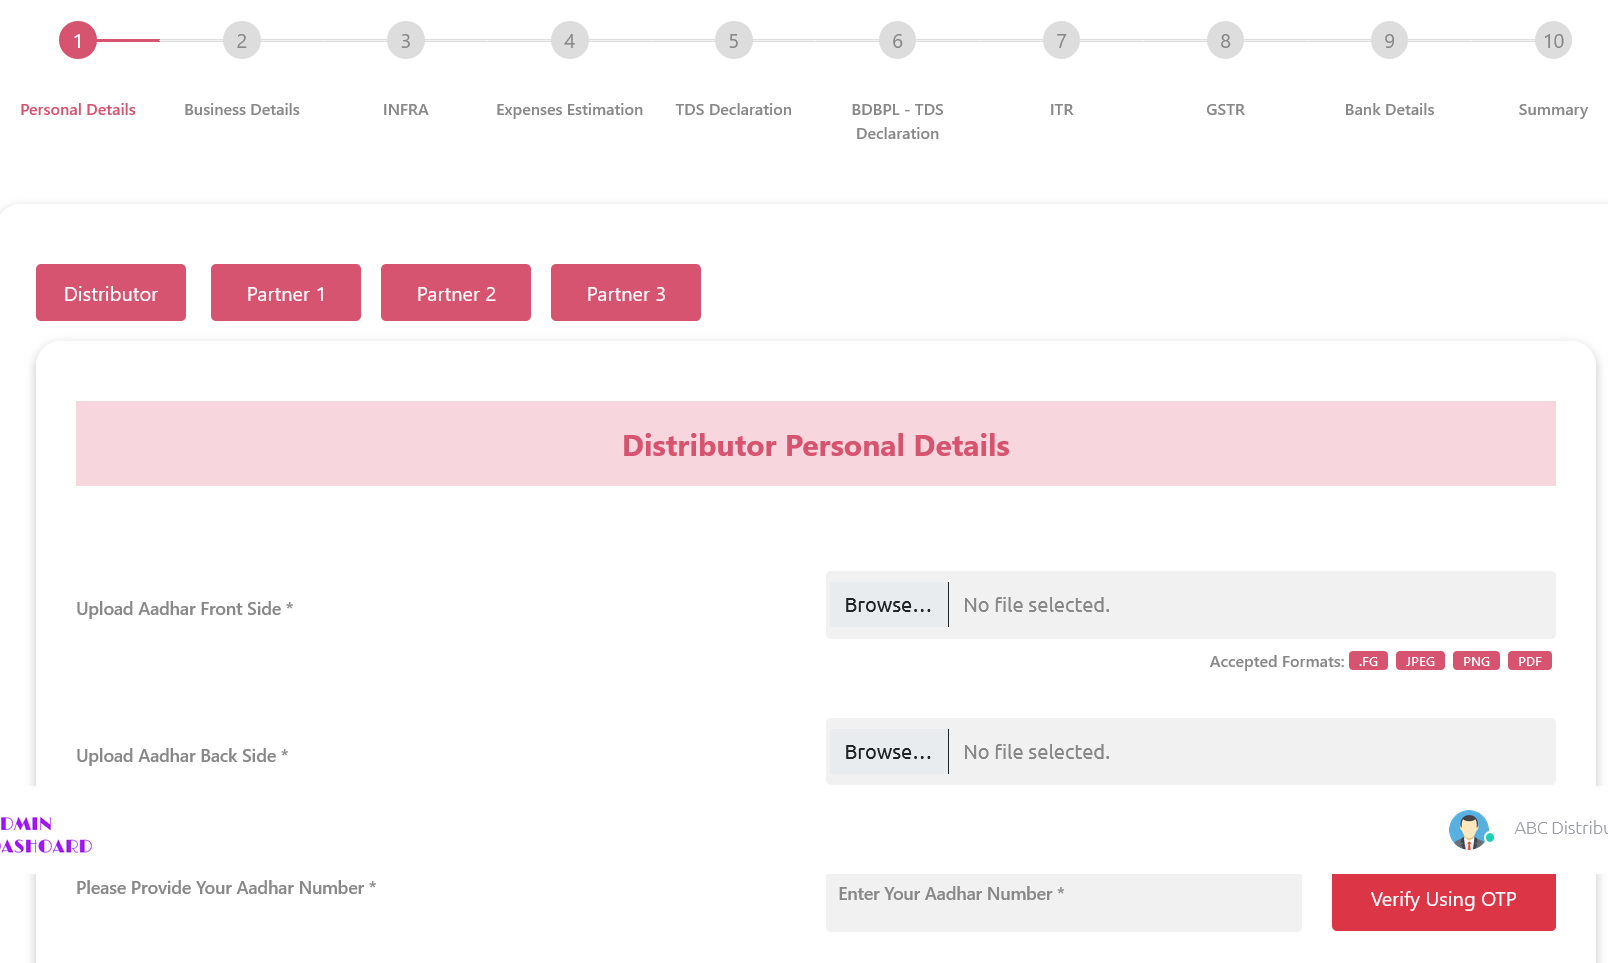 1 2 3 4 5 6 7 8 9 10
Personal Details Business Details INFRA Expenses Estimation TDS Declaration BDBPL - TDS ITR GSTR Bank Details Summary
Declaration
Distributor Partner 1 Partner 2 Partner 3
Distributor Personal Details
Upload Aadhar Front Side * Browse... No file selected.
Accepted Formats: .FG JPEG PNG PDF
Upload Aadhar Back Side * Browse... No file selected.
DMIN
DASHOARD
ABC Distribu
Please Provide Your Aadhar Number * Enter Your Aadhar Number * Verify Using OTP